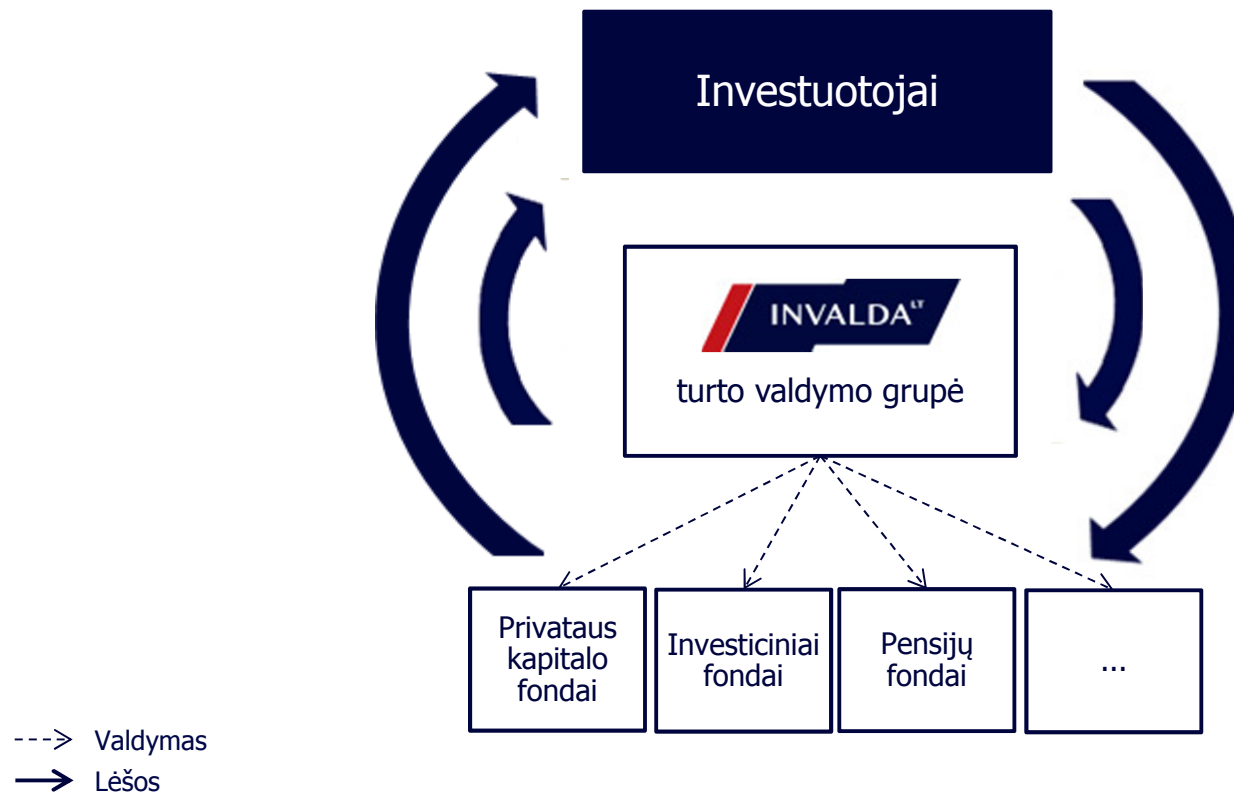 Investuotojai
INVALDA LT
turto valdymo grupė
Privataus
kapitalo
fondai
Investiciniai
fondai
Pensijų
fondai
...
Valdymas
Lėšos